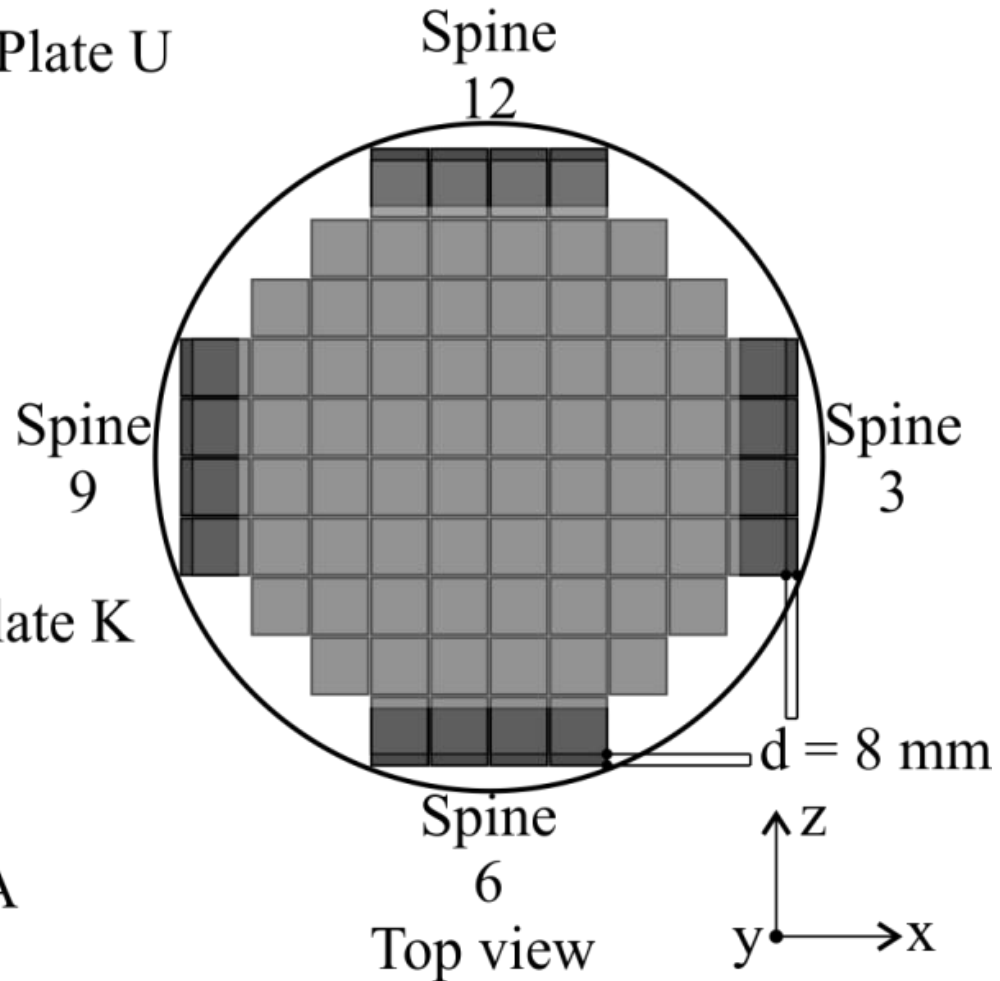 Plate U
Spine
12
Spine
9
Spine
3
late K
d = 8 mm
Spine
6
A
Top view
z
y
x